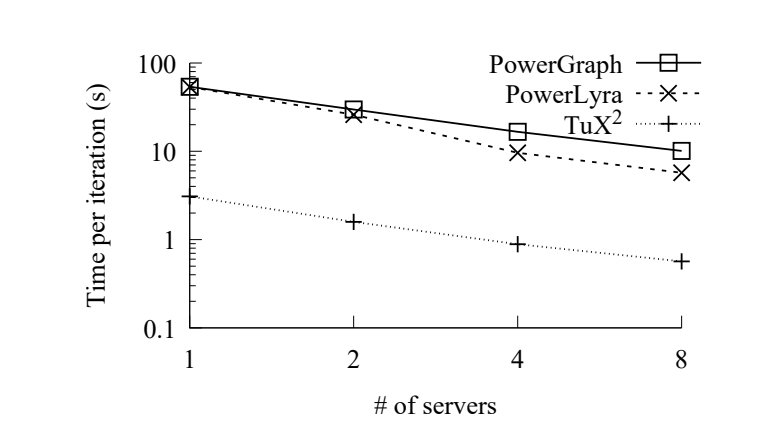 PowerGraph
PowerLyra
TuX²
Time per iteration (s)
100
10
1
0.1
1 2 4 8
# of servers